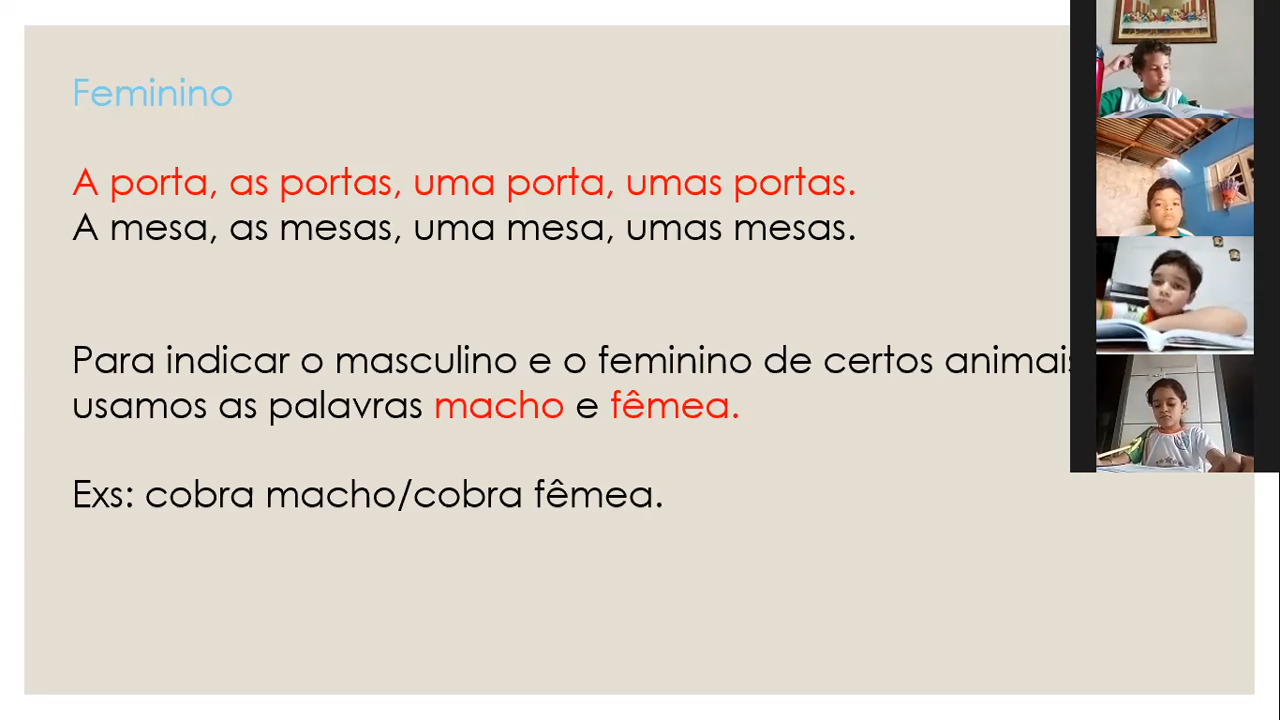 Feminino
A porta, as portas, uma porta, umas portas.
A mesa, as mesas, uma mesa, umas mesas.
Para indicar o masculino e o feminino de certos animais
usamos as palavras macho e fêmea.
Exs: cobra macho/cobra fêmea.